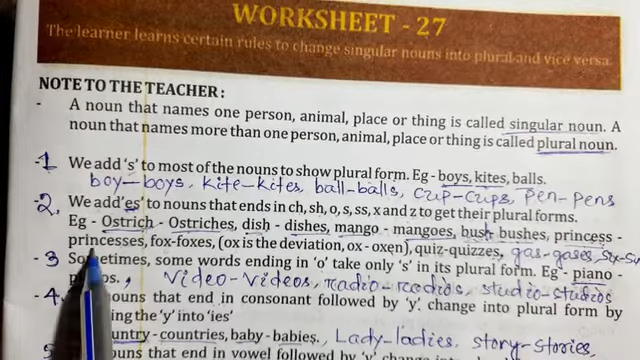 WORKSHEET - 27
The learner learns certain rules to change singular nouns into plural and vice versa.
NOTE TO THE TEACHER :
- A noun that names one person, animal, place or thing is called singular noun. A
noun that names more than one person, animal, place or thing is called plural noun.
-1 We add 's' to most of the nouns to show plural form. Eg - boys, kites, balls.
boy-boys, kite-kites, ball-balls, cup-cups, pen-pens
-2. We add 'es' to nouns that ends in ch, sh, o, s, ss, x and z to get their plural forms.
Eg - Ostrich - Ostriches, dish - dishes, mango - mangoes, bush bushes, princess -
princesses, fox-foxes, (ox is the deviation, ox - oxen), quiz-quizzes, gas-gases,
- 3 Sometimes, some words ending in 'o' take only 's' in its plural form. Eg - piano -
, Video-Videos, radio-radios, studio-studios
-4. nouns that end in consonant followed by 'y' change into plural form by
ing the 'y' into 'ies'
country - countries, baby - babies., Lady-ladies, story-stories,
nouns that end in vowel followed by 'y'